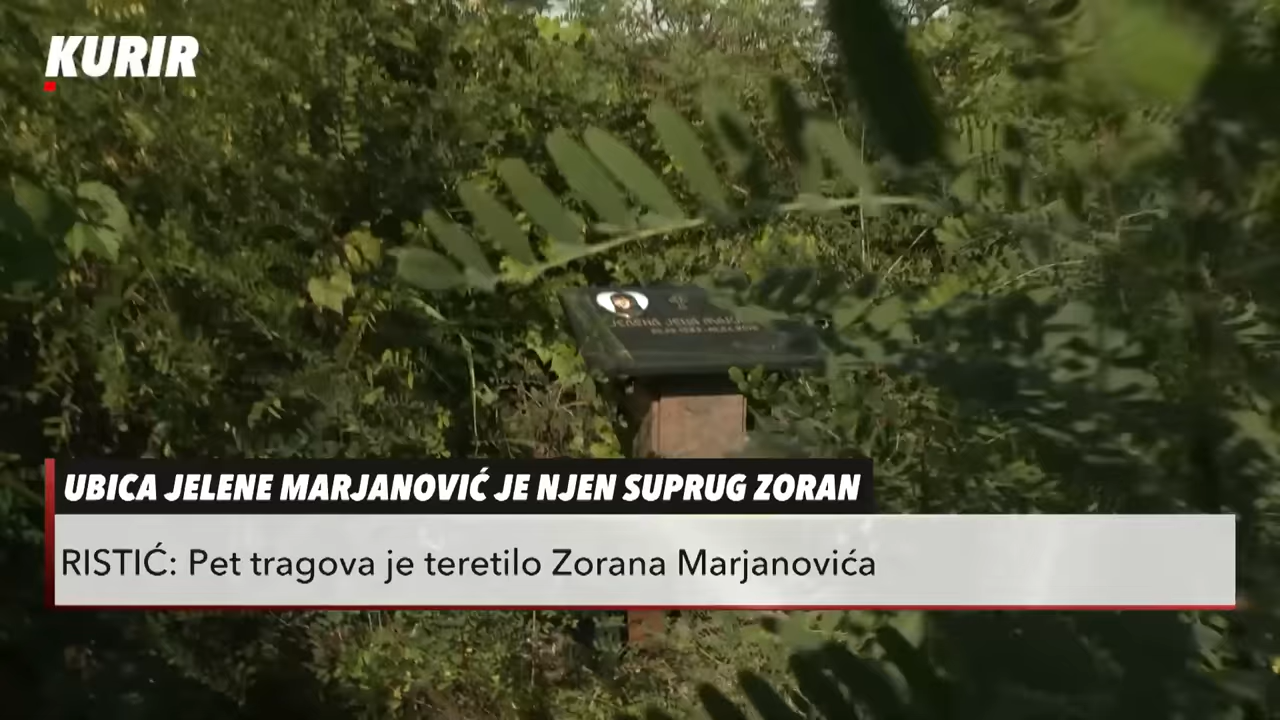 KURIR
UBICA JELENE MARJANOVIĆ JE NJEN SUPRUG ZORAN
RISTIĆ: Pet tragova je teretilo Zorana Marjanovića